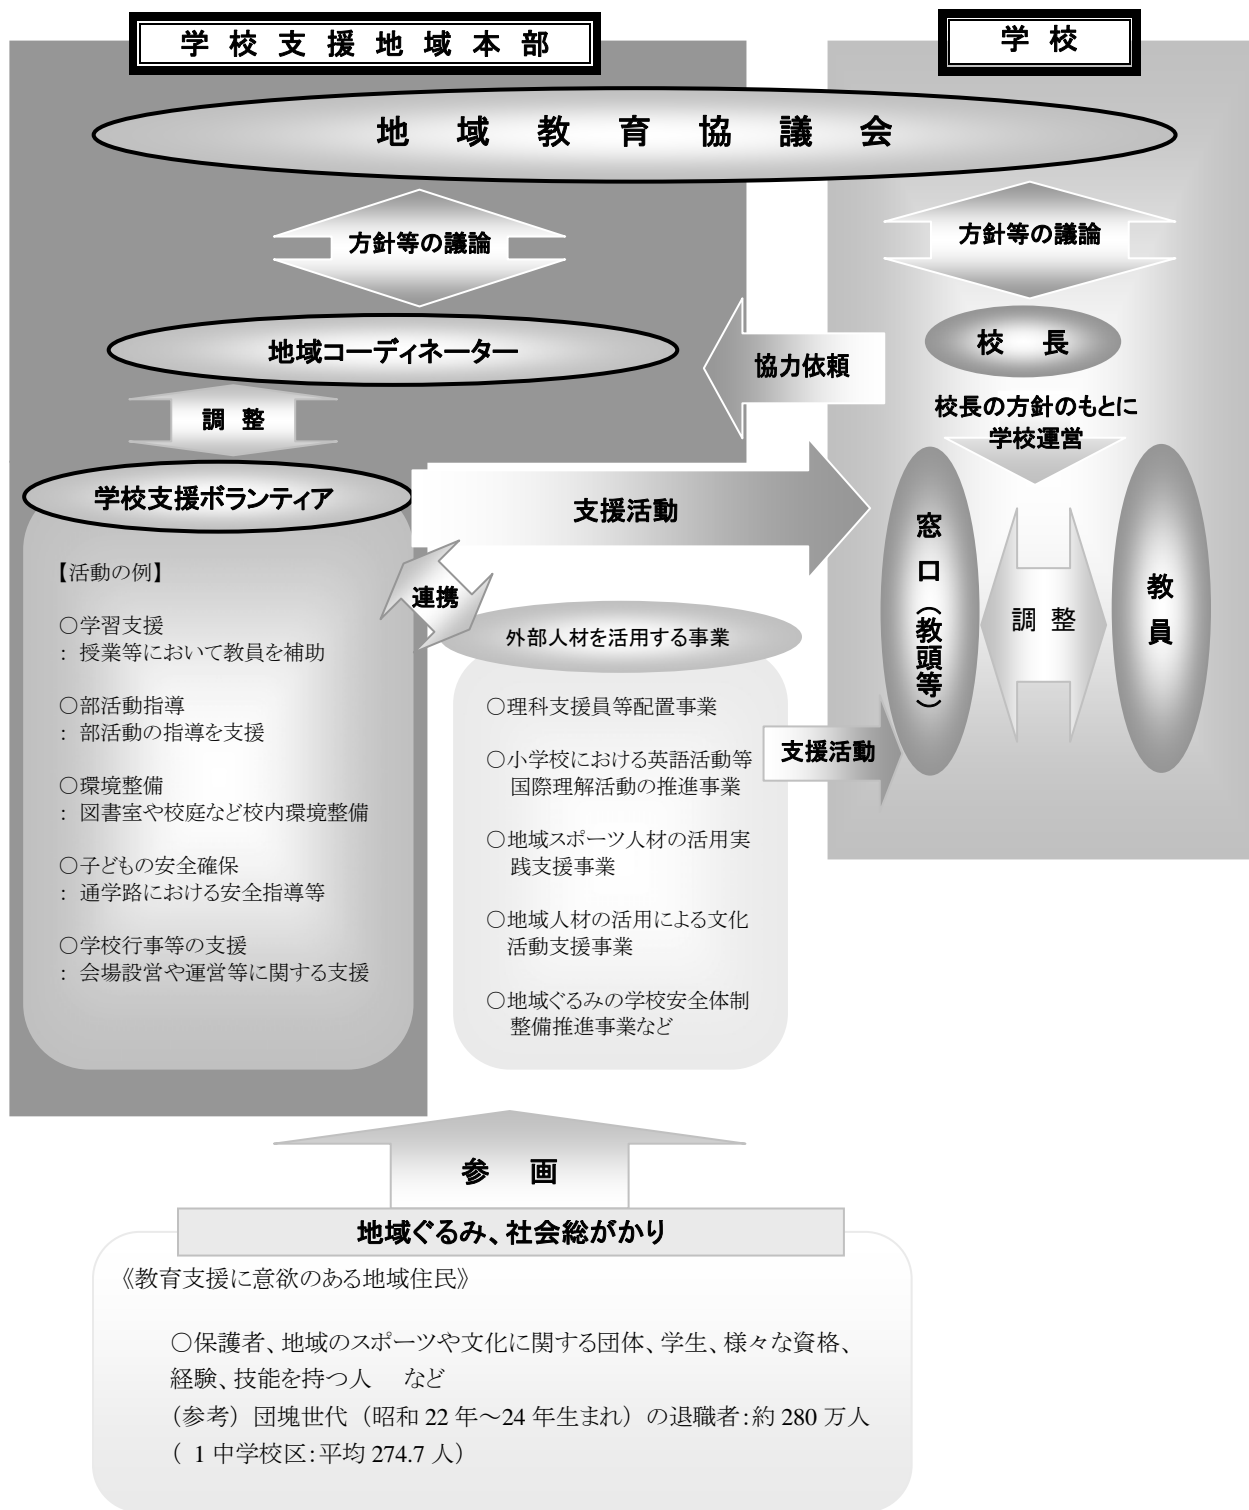 学校支援地域本部
学校
地域教育協議会
方針等の議論
方針等の議論
地域コーディネーター
校長
協力依頼
校長の方針のもとに
学校運営
調整
学校支援ボランティア
支援活動
窓口（教頭等）
調整
教員
連携
【活動の例】
○学習支援
：授業等において教員を補助
○部活動指導
：部活動の指導を支援
○環境整備
：図書室や校庭など校内環境整備
○子どもの安全確保
：通学路における安全指導等
○学校行事等の支援
：会場設営や運営等に関する支援
外部人材を活用する事業
○理科支援員等配置事業
○小学校における英語活動等
国際理解活動の推進事業
○地域スポーツ人材の活用実
践支援事業
○地域人材の活用による文化
活動支援事業
○地域ぐるみの学校安全体制
整備推進事業など
支援活動
参画
地域ぐるみ、社会総がかり
《教育支援に意欲のある地域住民》
○保護者、地域のスポーツや文化に関する団体、学生、様々な資格、
経験、技能を持つ人　など
（参考）団塊世代（昭和 22 年～24 年生まれ）の退職者：約 280 万人
（ 1 中学校区：平均 274.7 人）